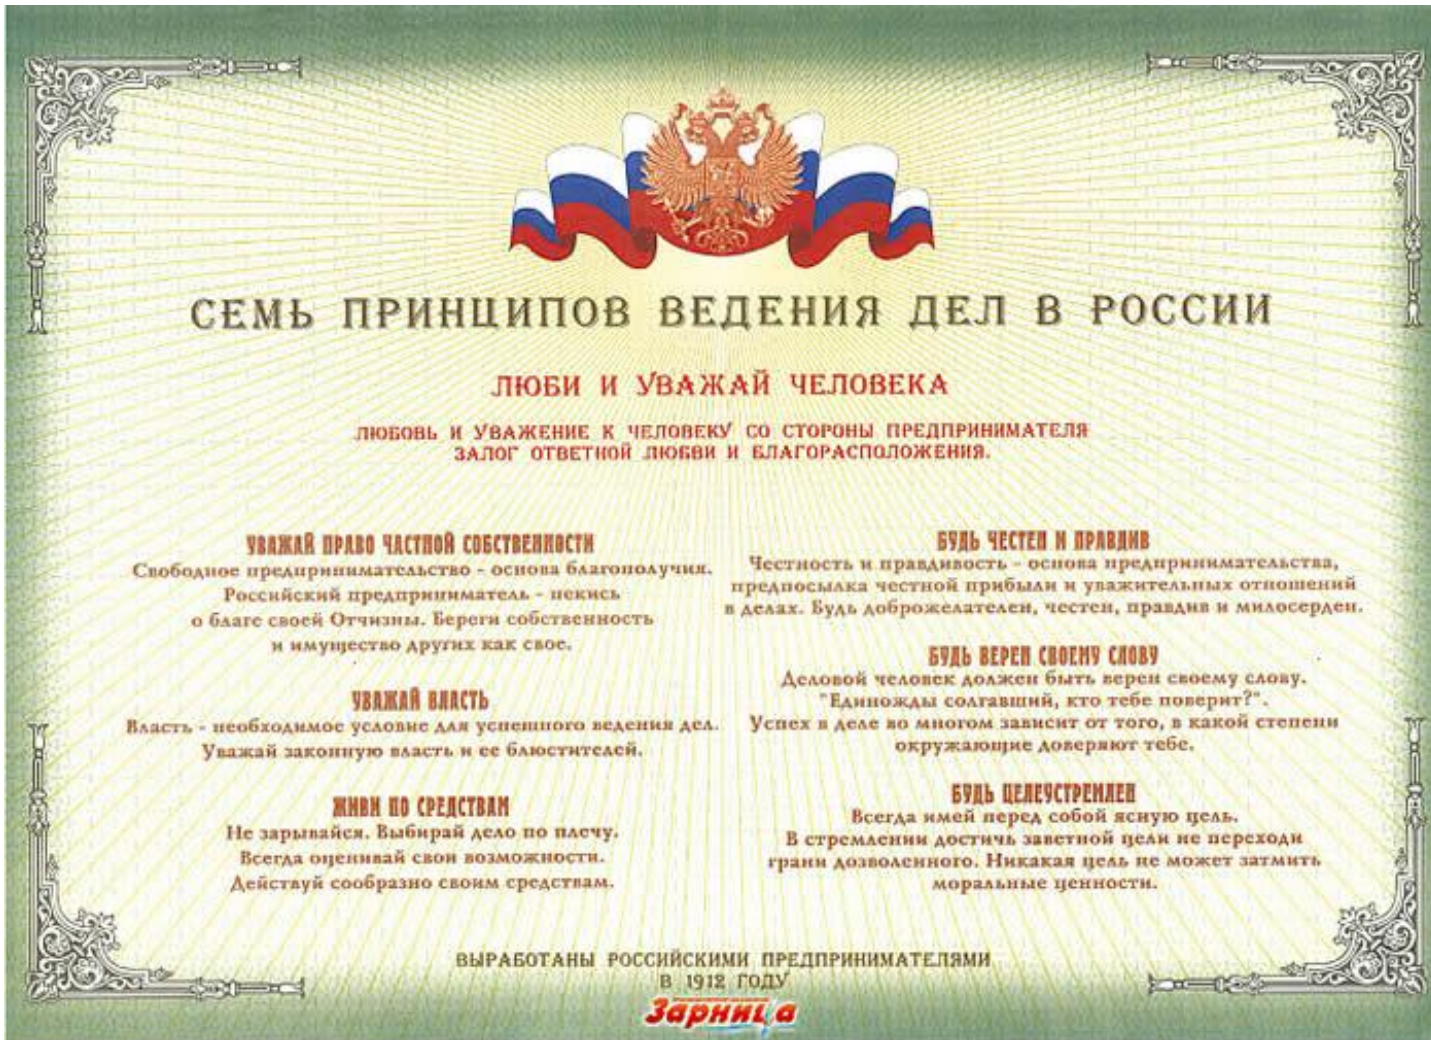 СЕМЬ ПРИНЦИПОВ ВЕДЕНИЯ ДЕЛ В РОССИИ
ЛЮБИ И УВАЖАЙ ЧЕЛОВЕКА
ЛЮБОВЬ И УВАЖЕНИЕ К ЧЕЛОВЕКУ СО СТОРОНЫ ПРЕДПРИНИМАТЕЛЯ
ЗАЛОГ ОТВЕТНОЙ ЛЮБВИ И БЛАГОРАСПОЛОЖЕНИЯ.
УВАЖАЙ ПРАВО ЧАСТНОЙ СОБСТВЕННОСТИ
Свободное предпринимательство - основа благополучия.
Российский предприниматель - пекись
о благе своей Отчизны. Береги собственность
и имущество других как свое.
УВАЖАЙ ВЛАСТЬ
Власть - необходимое условие для успешного ведения дел.
Уважай законную власть и ее блюстителей.
ЖИВИ ПО СРЕДСТВАМ
Не зарывайся. Выбирай дело по плечу.
Всегда оценивай свои возможности.
Действуй сообразно своим средствам.
БУДЬ ЧЕСТЕН И ПРАВДИВ
Честность и правдивость - основа предпринимательства,
предпосылка честной прибыли и уважительных отношений
в делах. Будь доброжелателен, честен, правдив и милосерден.
БУДЬ ВЕРЕН СВОЕМУ СЛОВУ
Деловой человек должен быть верен своему слову.
"Единожды солгавший, кто тебе поверит?".
Успех в деле во многом зависит от того, в какой степени
окружающие доверяют тебе.
БУДЬ ЦЕЛЕУСТРЕМЛЕН
Всегда имей перед собой ясную цель.
В стремлении достичь заветной цели не переходи
грани дозволенного. Никакая цель не может затмить
моральные ценности.
ВЫРАБОТАНЫ РОССИЙСКИМИ ПРЕДПРИНИМАТЕЛЯМИ
В 1912 ГОДУ
Зарница